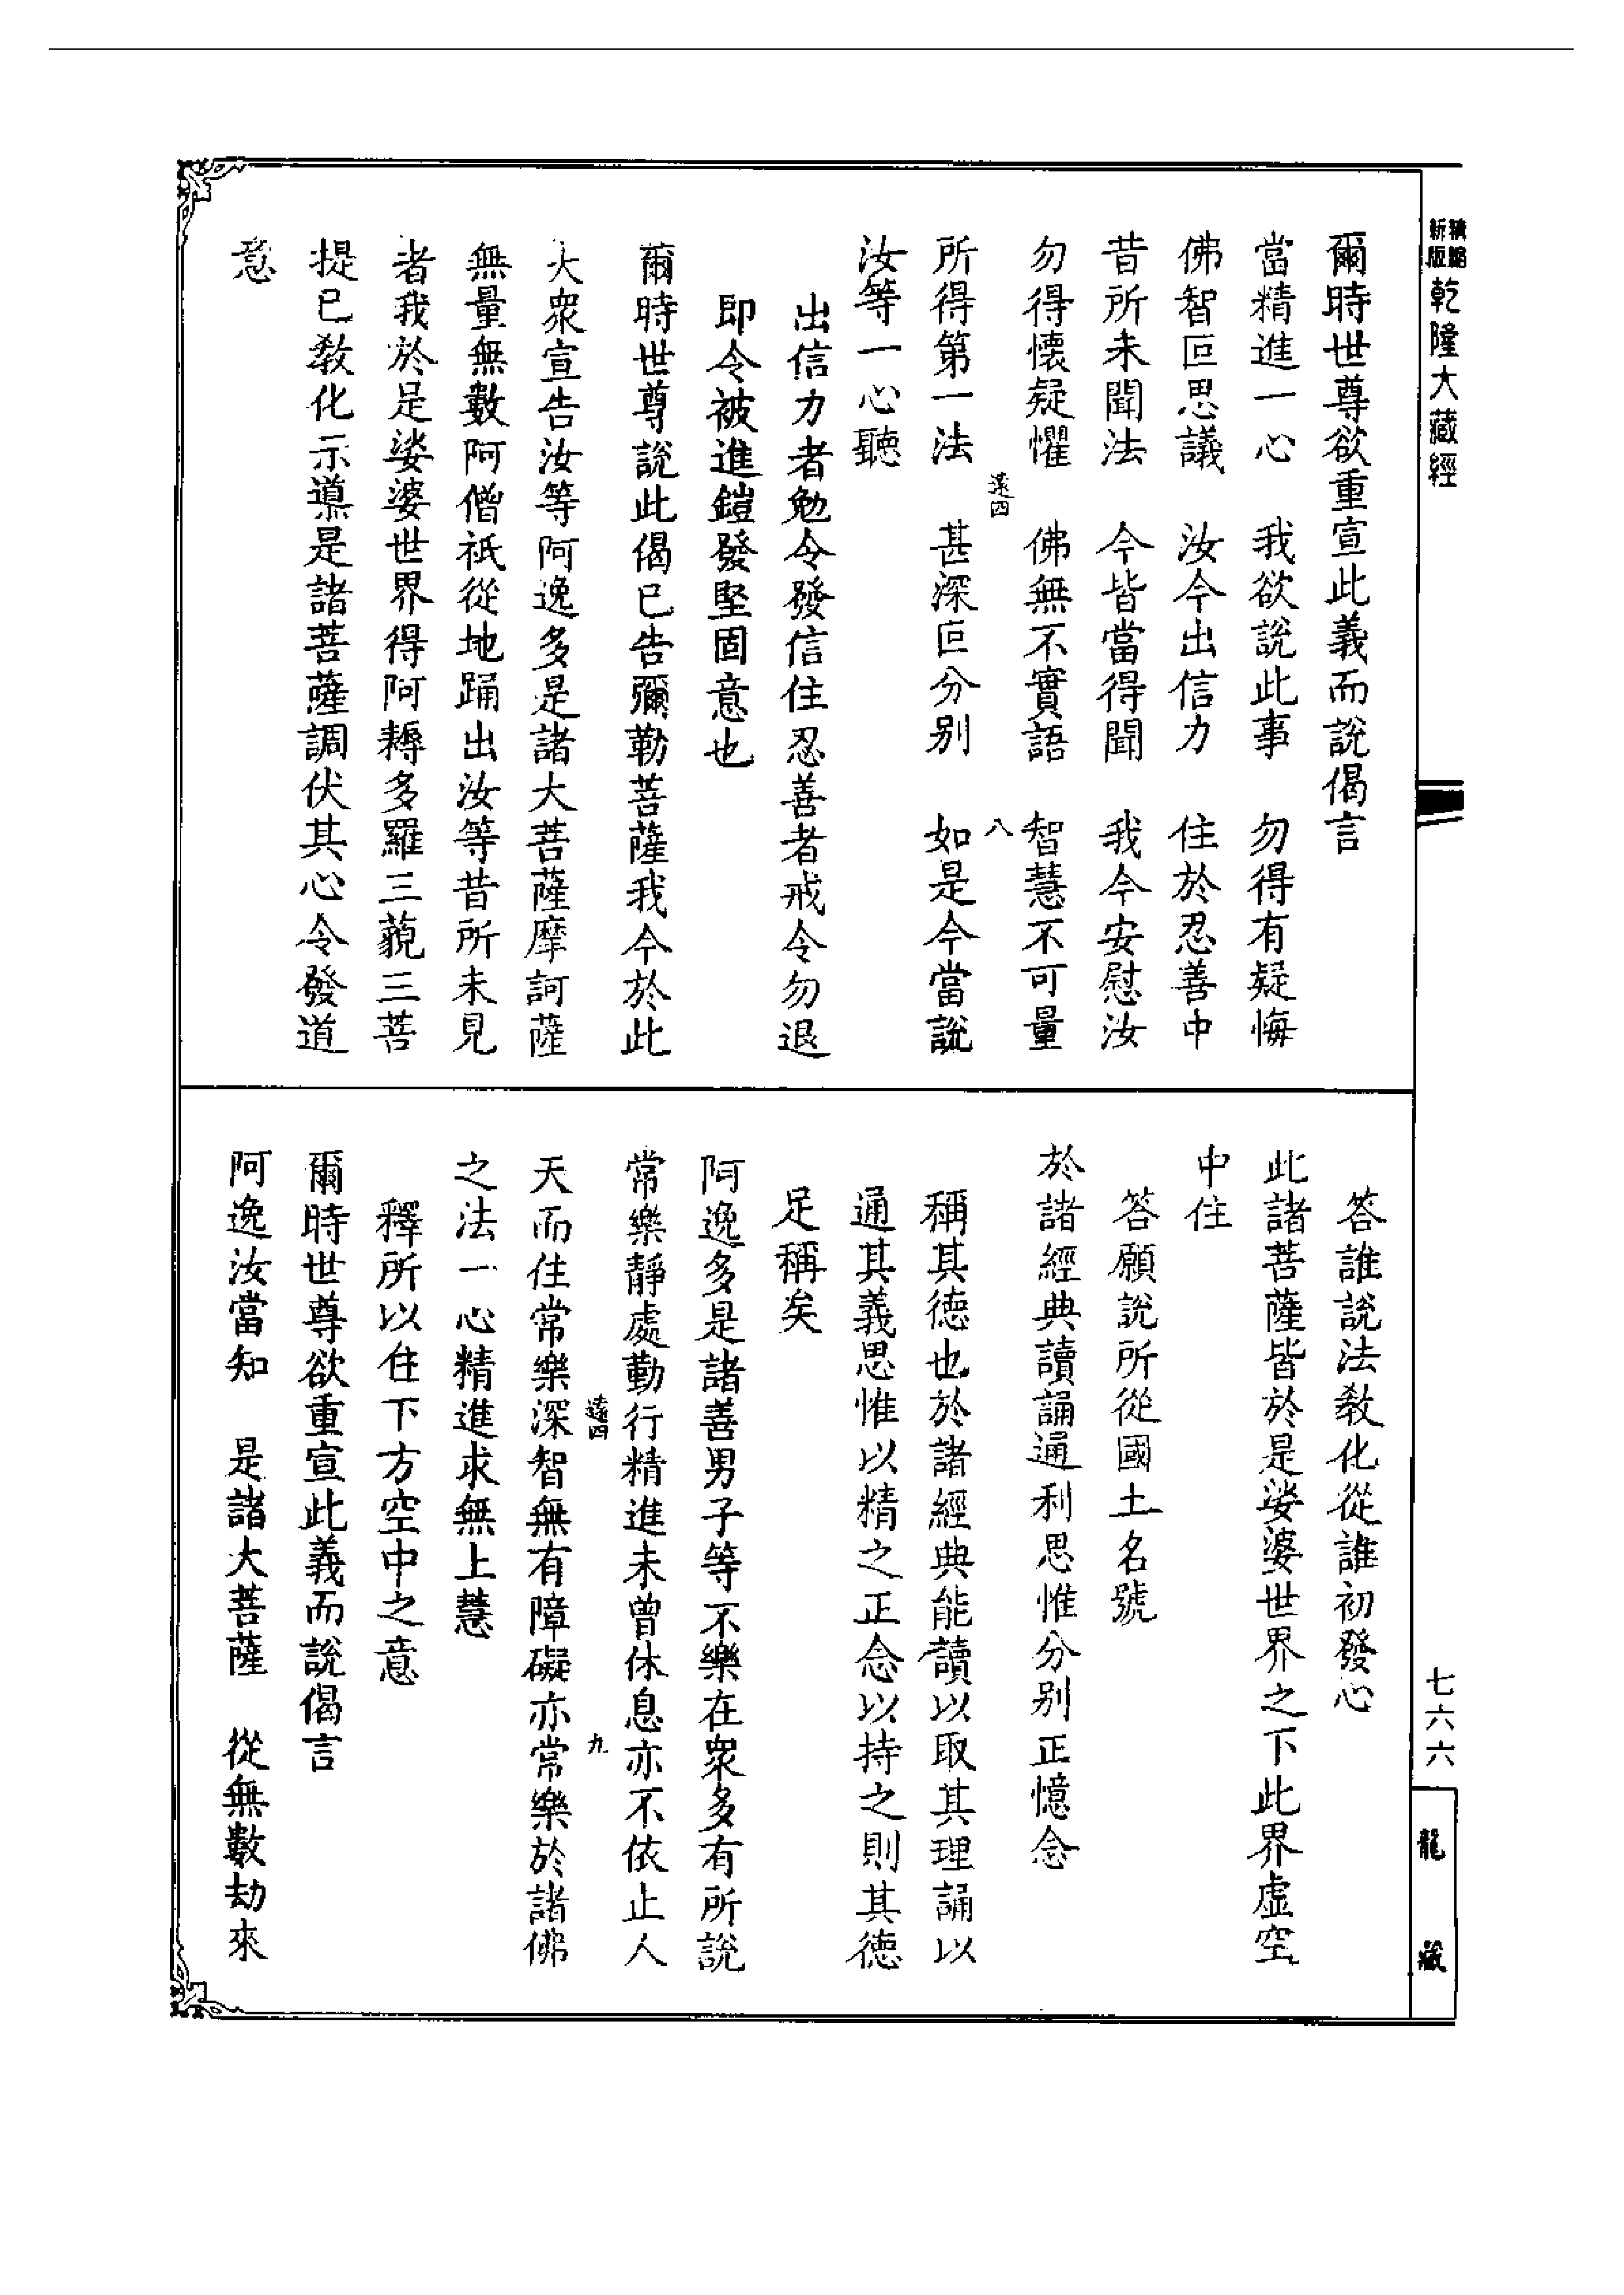 精縮新版乾隆大藏經
爾時世尊欲重宣此義而說偈言
當精進一心　我欲說此事　勿得有疑悔
佛智叵思議　汝今出信力　住於忍善中
昔所未聞法　今皆當得聞　我今安慰汝
勿得懷疑懼　佛無不實語　智慧不可量
遠四　八
所得第一法　甚深叵分別　如是今當說
汝等一心聽
出信力者勉令發信住忍善者戒令勿退
即令被進鎧發堅固意也
爾時世尊說此偈已告彌勒菩薩我今於此
大眾宣告汝等阿逸多是諸大菩薩摩訶薩
無量無數阿僧祇從地踊出汝等昔所未見
者我於是娑婆世界得阿耨多羅三藐三菩
提已教化示導是諸菩薩調伏其心令發道
意
答誰說法教化從誰初發心
此諸菩薩皆於是娑婆世界之下此界虛空
中住
答願說所從國土名號
於諸經典讀誦通利思惟分別正憶念
稱其德也於諸經典能讀以取其理誦以
通其義思惟以精之正念以持之則其德
足稱矣
阿逸多是諸善男子等不樂在眾多有所說
常樂靜處勤行精進未曾休息亦不依止人
遠四　九
天而住常樂深智無有障礙亦常樂於諸佛
之法一心精進求無上慧
釋所以住下方空中之意
爾時世尊欲重宣此義而說偈言
阿逸汝當知　是諸大菩薩　從無數劫來
七六六
龍藏